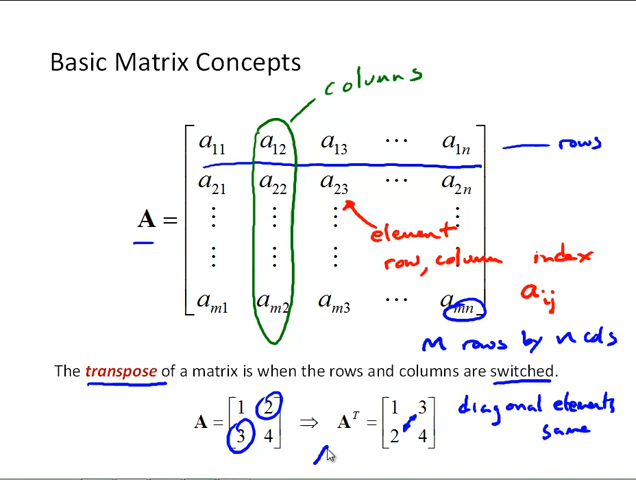 Basic Matrix Concepts
columns
a11 a12 a13 ⋯ a1n
rows
a21 a22 a23 ⋯ a2n
A =
⋮ ⋮ ⋮ ⋮
element
⋮ ⋮ ⋮ ⋮
row, column index
aij
am1 am2 am3 ⋯ amn
M rows by n cols
The transpose of a matrix is when the rows and columns are switched.
A = [1 2 3 4] ⇒ A^T = [1 3 2 4]
diagonal elements
same